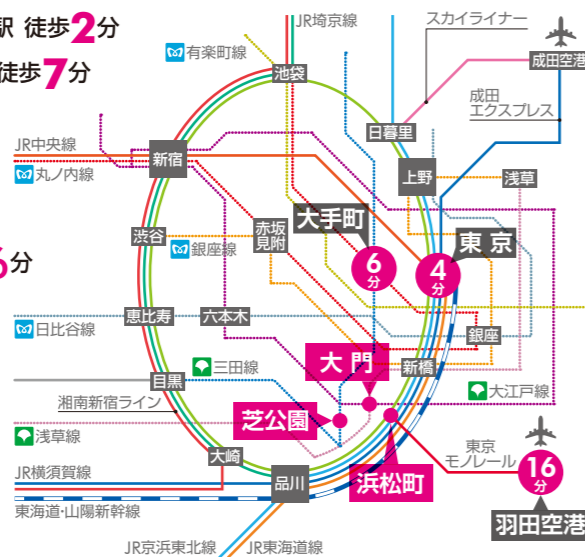 駅 徒歩2分
徒歩7分
6分
JR埼京線
スカイライナー
有楽町線
池袋
成田空港
成田
エクスプレス
日暮里
JR中央線
新宿
丸ノ内線
上野
浅草
渋谷
銀座線
赤坂
見附
大手町
6分
東京
4分
日比谷線
恵比寿
六本木
銀座
三田線
大門
新橋
目黒
大江戸線
湘南新宿ライン
芝公園
浅草線
大崎
浜松町
東京
モノレール
16分
JR横須賀線
品川
東海道・山陽新幹線
羽田空港
JR京浜東北線
JR東海道線